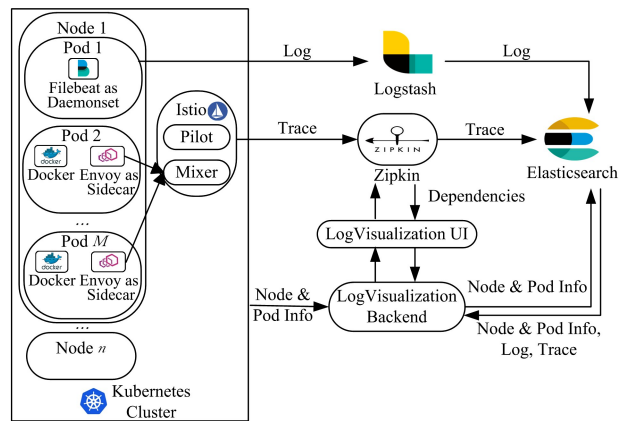 Node 1
Pod 1
Filebeat as
Daemonset
Pod 2
docker
Docker
Envoy as
Sidecar
...
Pod M
docker
Docker
Envoy as
Sidecar
...
Node n
Kubernetes
Cluster
Istio
Pilot
Mixer
Log
Logstash
Log
Trace
ZIPKIN
Zipkin
Trace
Elasticsearch
Dependencies
LogVisualization UI
Node &
Pod Info
LogVisualization
Backend
Node & Pod Info
Node & Pod Info,
Log, Trace